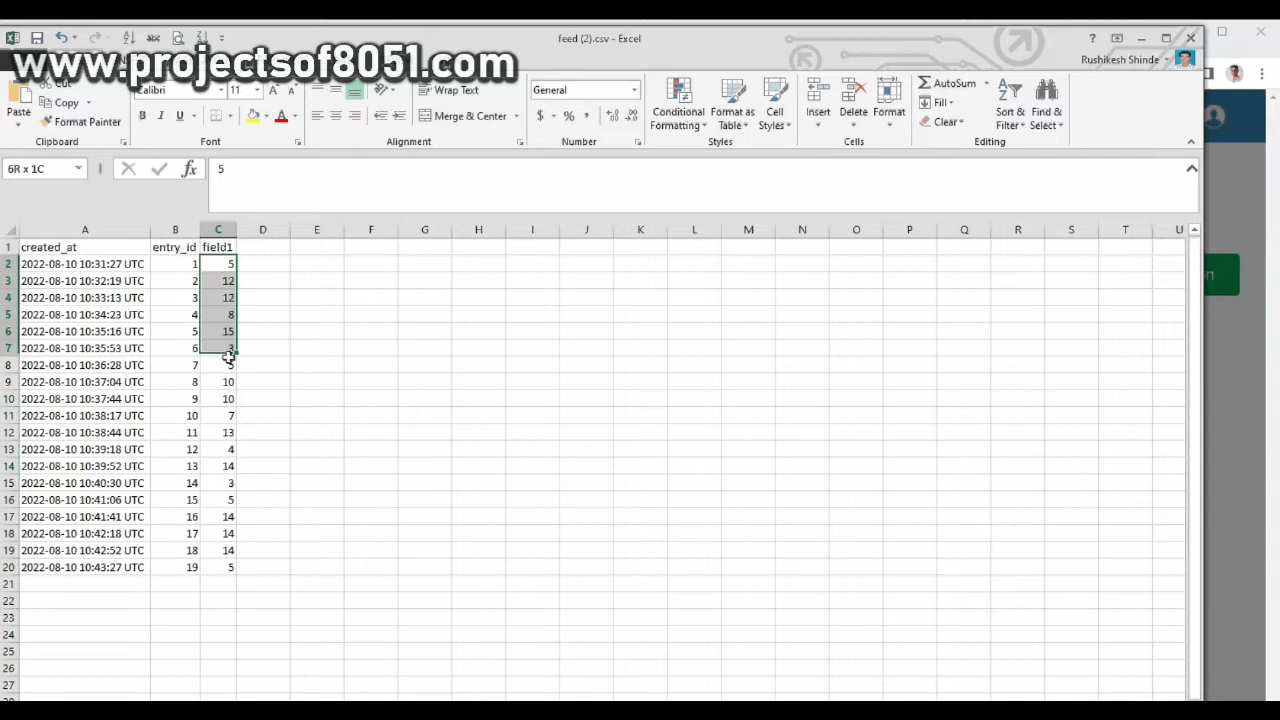 feed (2).csv - Excel
www.projectsof8051.com
Rushikesh Shinde
Cut
Calibri 11
Wrap Text
General
AutoSum
Paste
Copy
Conditional Formatting
Format as Table
Cell Styles
Insert
Delete
Format
Fill
Sort & Filter
Find & Select
Format Painter
B I U
A
Merge & Center
$ % ,
Clear
Clipboard
Font
Alignment
Number
Styles
Cells
Editing
6R x 1C fx 5
A B C D E F G H I J K L M N O P Q R S T U
1 created_at entry_id field1
2 2022-08-10 10:31:27 UTC 1 5
3 2022-08-10 10:32:19 UTC 2 12
4 2022-08-10 10:33:13 UTC 3 12
5 2022-08-10 10:34:23 UTC 4 8
6 2022-08-10 10:35:16 UTC 5 15
7 2022-08-10 10:35:53 UTC 6 3
8 2022-08-10 10:36:28 UTC 7 5
9 2022-08-10 10:37:04 UTC 8 10
10 2022-08-10 10:37:44 UTC 9 10
11 2022-08-10 10:38:17 UTC 10 7
12 2022-08-10 10:38:44 UTC 11 13
13 2022-08-10 10:39:18 UTC 12 4
14 2022-08-10 10:39:52 UTC 13 14
15 2022-08-10 10:40:30 UTC 14 3
16 2022-08-10 10:41:06 UTC 15 5
17 2022-08-10 10:41:41 UTC 16 14
18 2022-08-10 10:42:18 UTC 17 14
19 2022-08-10 10:42:52 UTC 18 14
20 2022-08-10 10:43:27 UTC 19 5
21
22
23
24
25
26
27